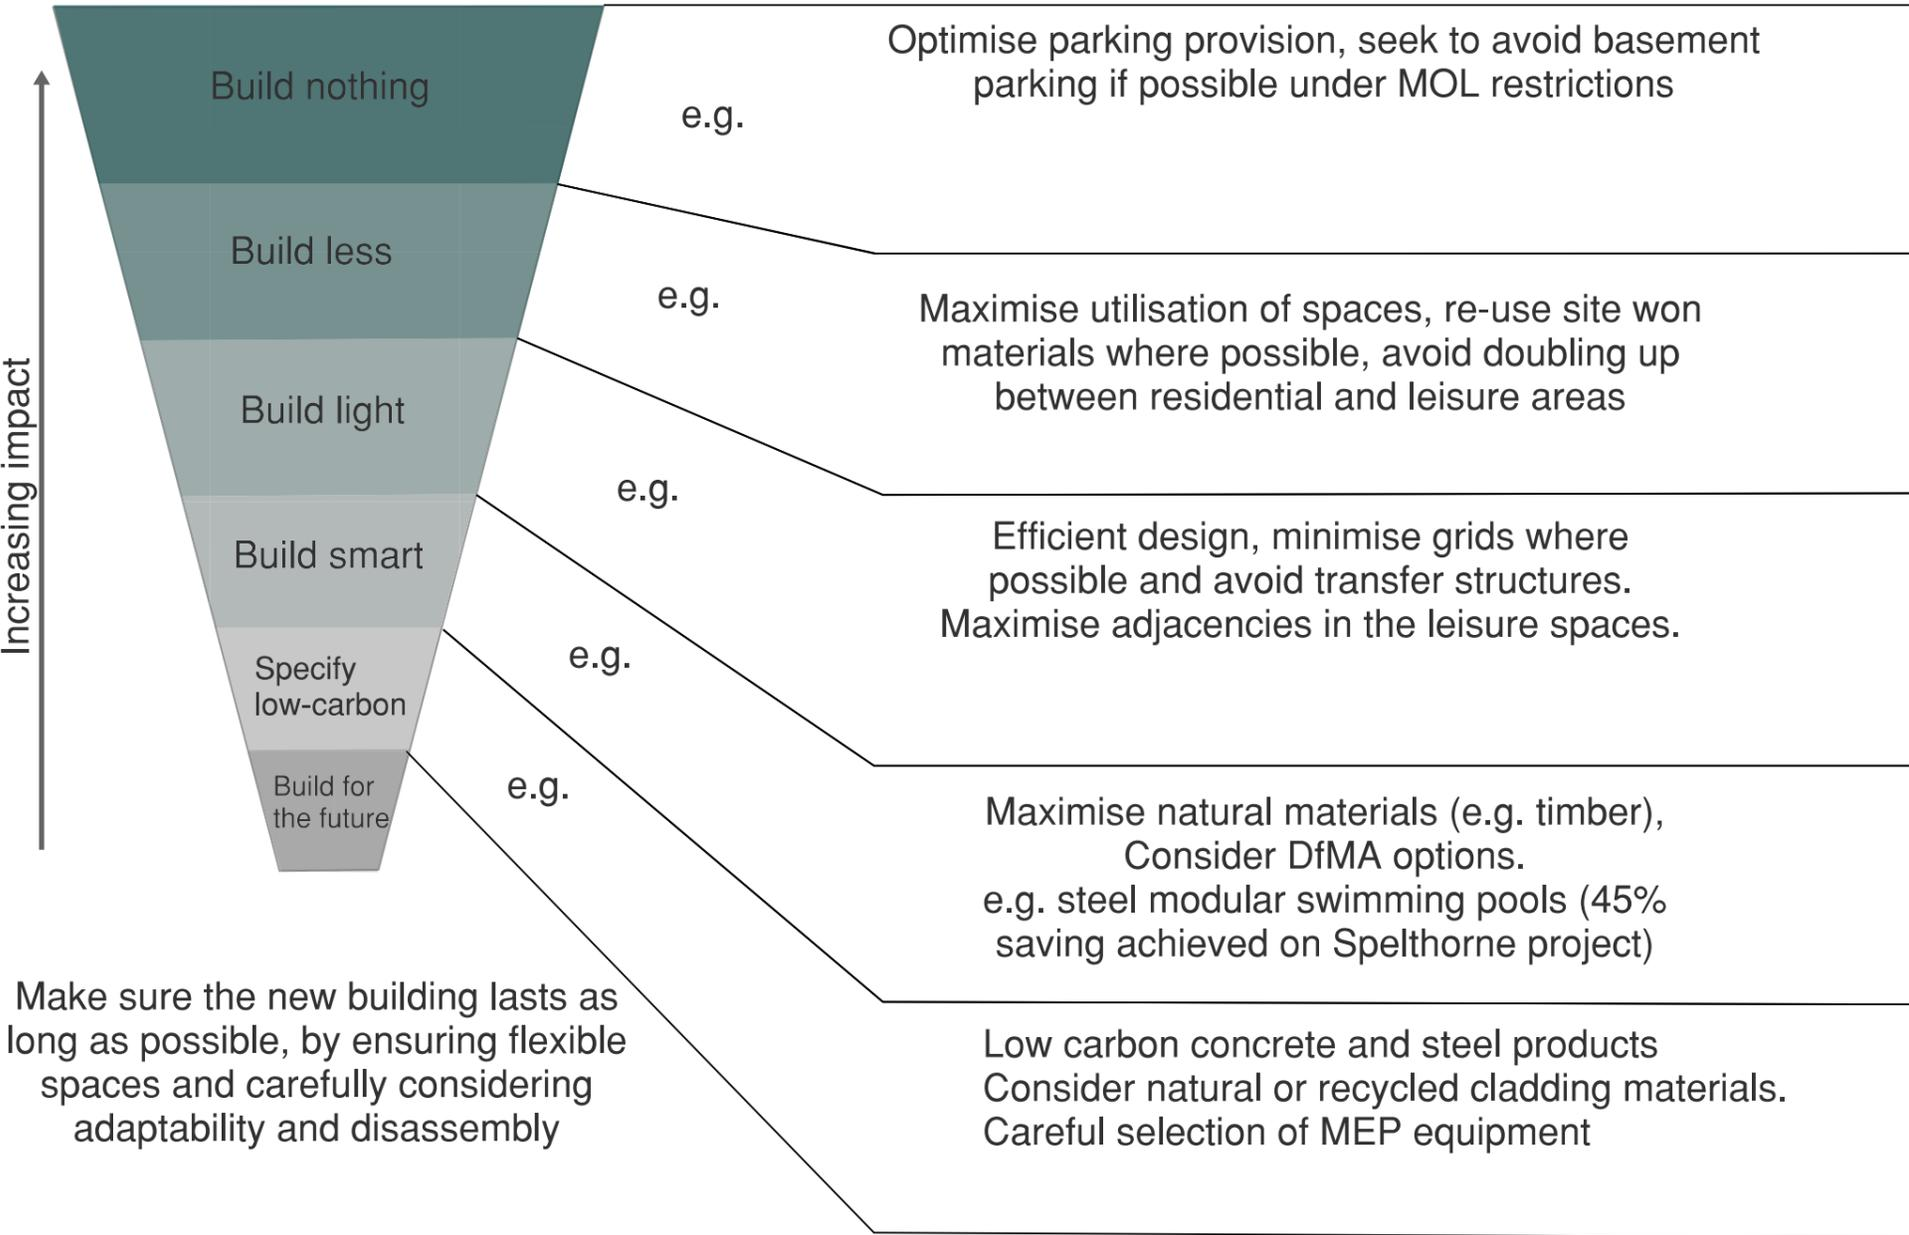 Increasing impact
Build nothing
e.g.
Optimise parking provision, seek to avoid basement
parking if possible under MOL restrictions
Build less
e.g.
Maximise utilisation of spaces, re-use site won
materials where possible, avoid doubling up
between residential and leisure areas
Build light
e.g.
Efficient design, minimise grids where
possible and avoid transfer structures.
Maximise adjacencies in the leisure spaces.
Build smart
e.g.
Maximise natural materials (e.g. timber),
Consider DfMA options.
e.g. steel modular swimming pools (45%
saving achieved on Spelthorne project)
Specify
low-carbon
e.g.
Low carbon concrete and steel products
Consider natural or recycled cladding materials.
Careful selection of MEP equipment
Build for
the future
Make sure the new building lasts as
long as possible, by ensuring flexible
spaces and carefully considering
adaptability and disassembly